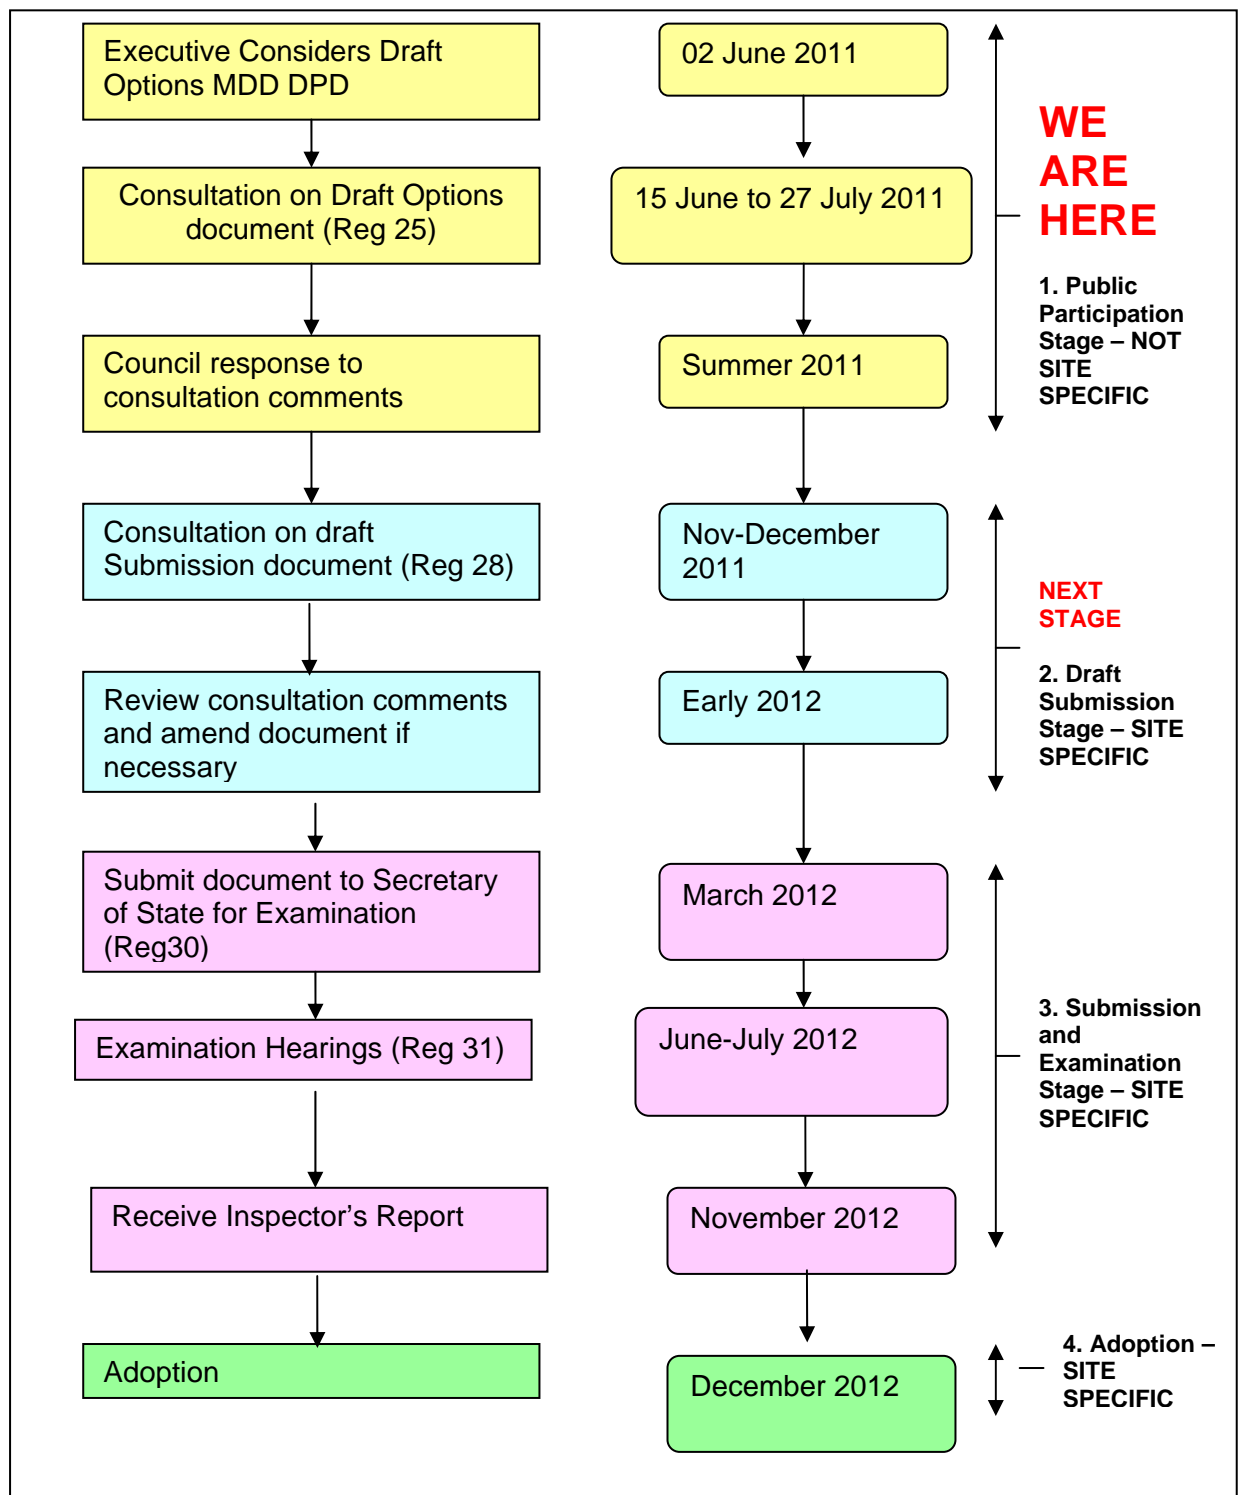 Executive Considers Draft
Options MDD DPD
02 June 2011
WE
ARE
HERE
Consultation on Draft Options
document (Reg 25)
15 June to 27 July 2011
1. Public
Participation
Stage – NOT
SITE
SPECIFIC
Council response to
consultation comments
Summer 2011
Consultation on draft
Submission document (Reg 28)
Nov-December
2011
NEXT
STAGE
2. Draft
Submission
Stage – SITE
SPECIFIC
Review consultation comments
and amend document if
necessary
Early 2012
Submit document to Secretary
of State for Examination
(Reg30)
March 2012
3. Submission
and
Examination
Stage – SITE
SPECIFIC
Examination Hearings (Reg 31)
June-July 2012
Receive Inspector's Report
November 2012
Adoption
December 2012
4. Adoption –
SITE
SPECIFIC